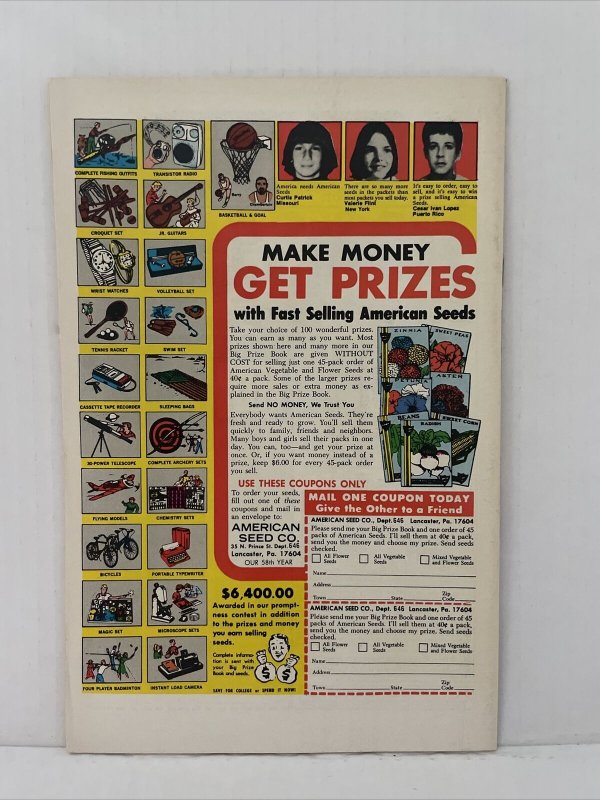 COMPLETE FISHING OUTFITS
TRANSISTOR RADIO
CROQUET SET
JR. GUITARS
BASKETBALL & GOAL
WRIST WATCHES
VOLLEYBALL SET
TENNIS RACKET
SWIM SET
CASSETTE TAPE RECORDER
SLEEPING BAGS
30-POWER TELESCOPE
COMPLETE ARCHERY SETS
FLYING MODELS
CHEMISTRY SETS
BICYCLES
PORTABLE TYPEWRITER
MAGIC SET
MICROSCOPE SETS
FOUR PLAYER BADMINTON
INSTANT LOAD CAMERA
America needs American
Seeds.
Curtis Patrick
Missouri
There are so many more
seeds in the packets than
most packets you sell today.
Valerie Flint
New York
It's easy to order, easy to
sell, and it's easy to win
a prize selling American
Seeds.
Cesar Ivan Lopez
Puerto Rico
MAKE MONEY
GET PRIZES
with Fast Selling American Seeds
Take your choice of 100 wonderful prizes.
You can earn as many as you want. Most
prizes shown here and many more in our
Big Prize Book are given WITHOUT
COST for selling just one 45-pack order of
American Vegetable and Flower Seeds at
40¢ a pack. Some of the larger prizes re-
quire more sales or extra money as ex-
plained in the Big Prize Book.
Send NO MONEY, We Trust You
Everybody wants American Seeds. They're
fresh and ready to grow. You'll sell them
quickly to family, friends and neighbors.
Many boys and girls sell their packs in one
day. You can, too—and get your prize at
once. Or, if you want money instead of a
prize, keep $6.00 for every 45-pack order
you sell.
ZINNIA
SWEET PEAS
PETUNIA
ASTER
BEANS
RADISH
SWEET CORN
USE THESE COUPONS ONLY
To order your seeds,
fill out one of these
coupons and mail in
an envelope to:
AMERICAN
SEED CO.
35 N. Prince St. Dept. 646
Lancaster, Pa. 17604
OUR 58th YEAR
MAIL ONE COUPON TODAY
Give the Other to a Friend
AMERICAN SEED CO., Dept. 646 Lancaster, Pa. 17604
Please send me your Big Prize Book and one order of 45
packs of American Seeds. I'll sell them at 40¢ a pack,
send you the money and choose my prize. Send seeds
checked.
All Flower
Seeds
All Vegetable
Seeds
Mixed Vegetable
and Flower Seeds
Name
Address
Town State Zip Code
AMERICAN SEED CO., Dept. 646 Lancaster, Pa. 17604
Please send me your Big Prize Book and one order of 45
packs of American Seeds. I'll sell them at 40¢ a pack,
send you the money and choose my prize. Send seeds
checked.
All Flower
Seeds
All Vegetable
Seeds
Mixed Vegetable
and Flower Seeds
Name
Address
Town State Zip Code
$6,400.00
Awarded in our prompt-
ness contest in addition
to the prizes and money
you earn selling
seeds.
Complete informa-
tion is sent with
your Big Prize
Book and seeds.
$ $
SAVE FOR COLLEGE or SPEND IT NOW!